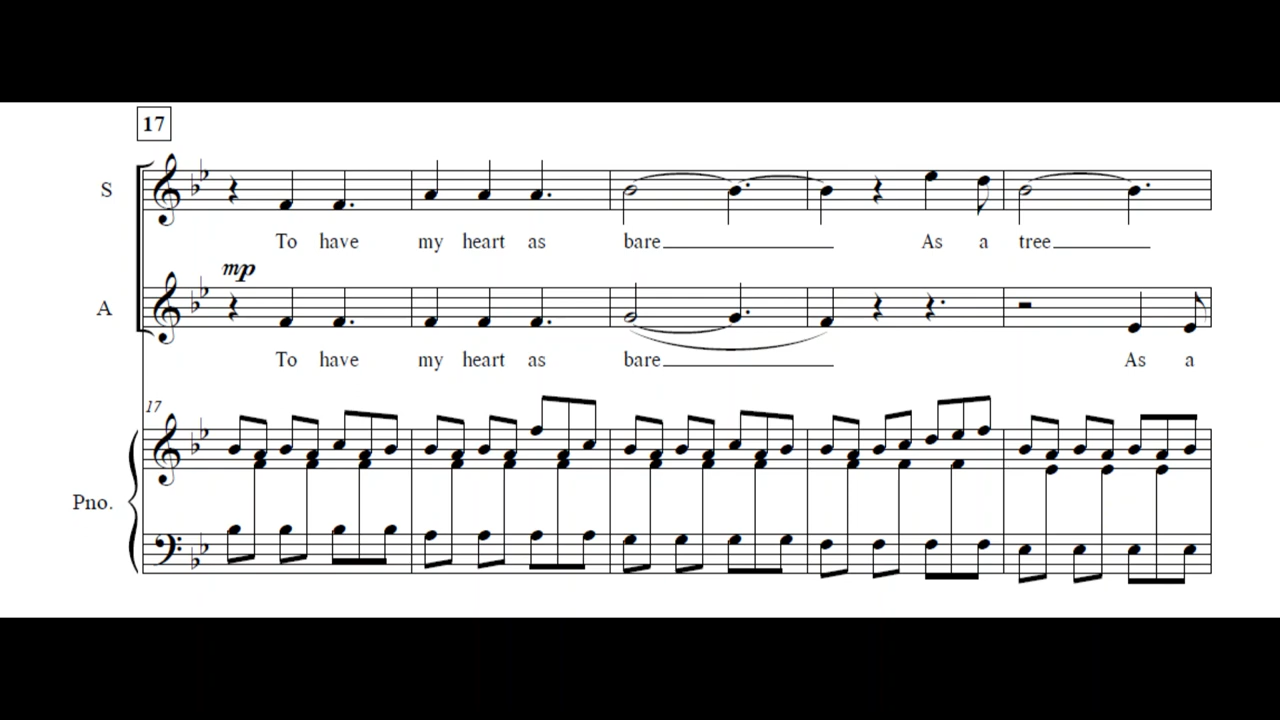 17
S
To have my heart as bare As a tree
mp
A
To have my heart as bare As a
17
Pno.